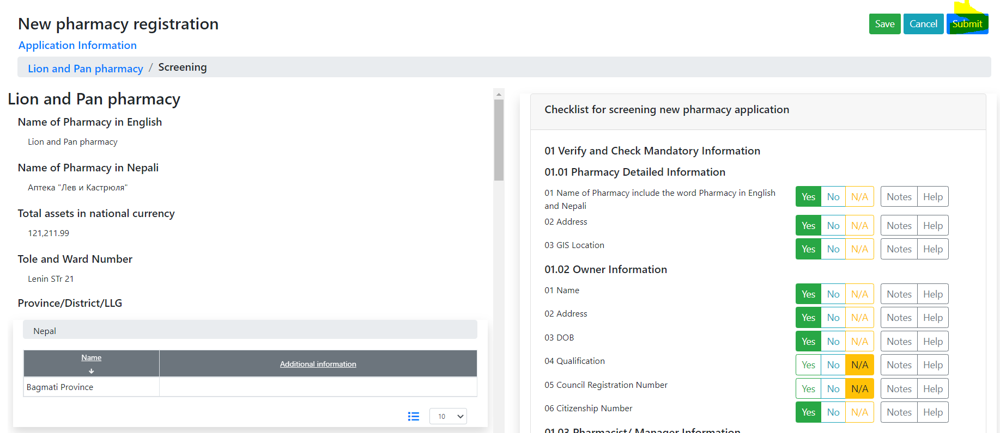 New pharmacy registration
Save Cancel Submit
Application Information
Lion and Pan pharmacy / Screening
Lion and Pan pharmacy
Name of Pharmacy in English
Lion and Pan pharmacy
Name of Pharmacy in Nepali
Аптека "Лев и Кастрюля"
Total assets in national currency
121,211.99
Tole and Ward Number
Lenin STr 21
Province/District/LLG
Nepal
Name Additional information
Bagmati Province
10
Checklist for screening new pharmacy application
01 Verify and Check Mandatory Information
01.01 Pharmacy Detailed Information
01 Name of Pharmacy include the word Pharmacy in English
and Nepali
Yes No N/A Notes Help
02 Address Yes No N/A Notes Help
03 GIS Location Yes No N/A Notes Help
01.02 Owner Information
01 Name Yes No N/A Notes Help
02 Address Yes No N/A Notes Help
03 DOB Yes No N/A Notes Help
04 Qualification Yes No N/A Notes Help
05 Council Registration Number Yes No N/A Notes Help
06 Citizenship Number Yes No N/A Notes Help
01.03 Pharmacist/ Manager Information